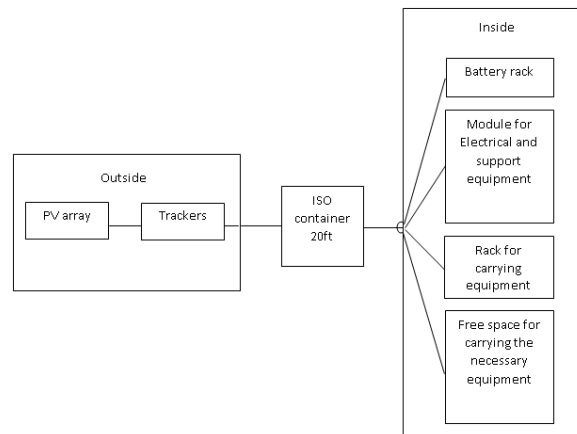 Outside
PV array
Trackers
ISO
container
20ft
Inside
Battery rack
Module for
Electrical and
support
equipment
Rack for
carrying
equipment
Free space for
carrying the
necessary
equipment